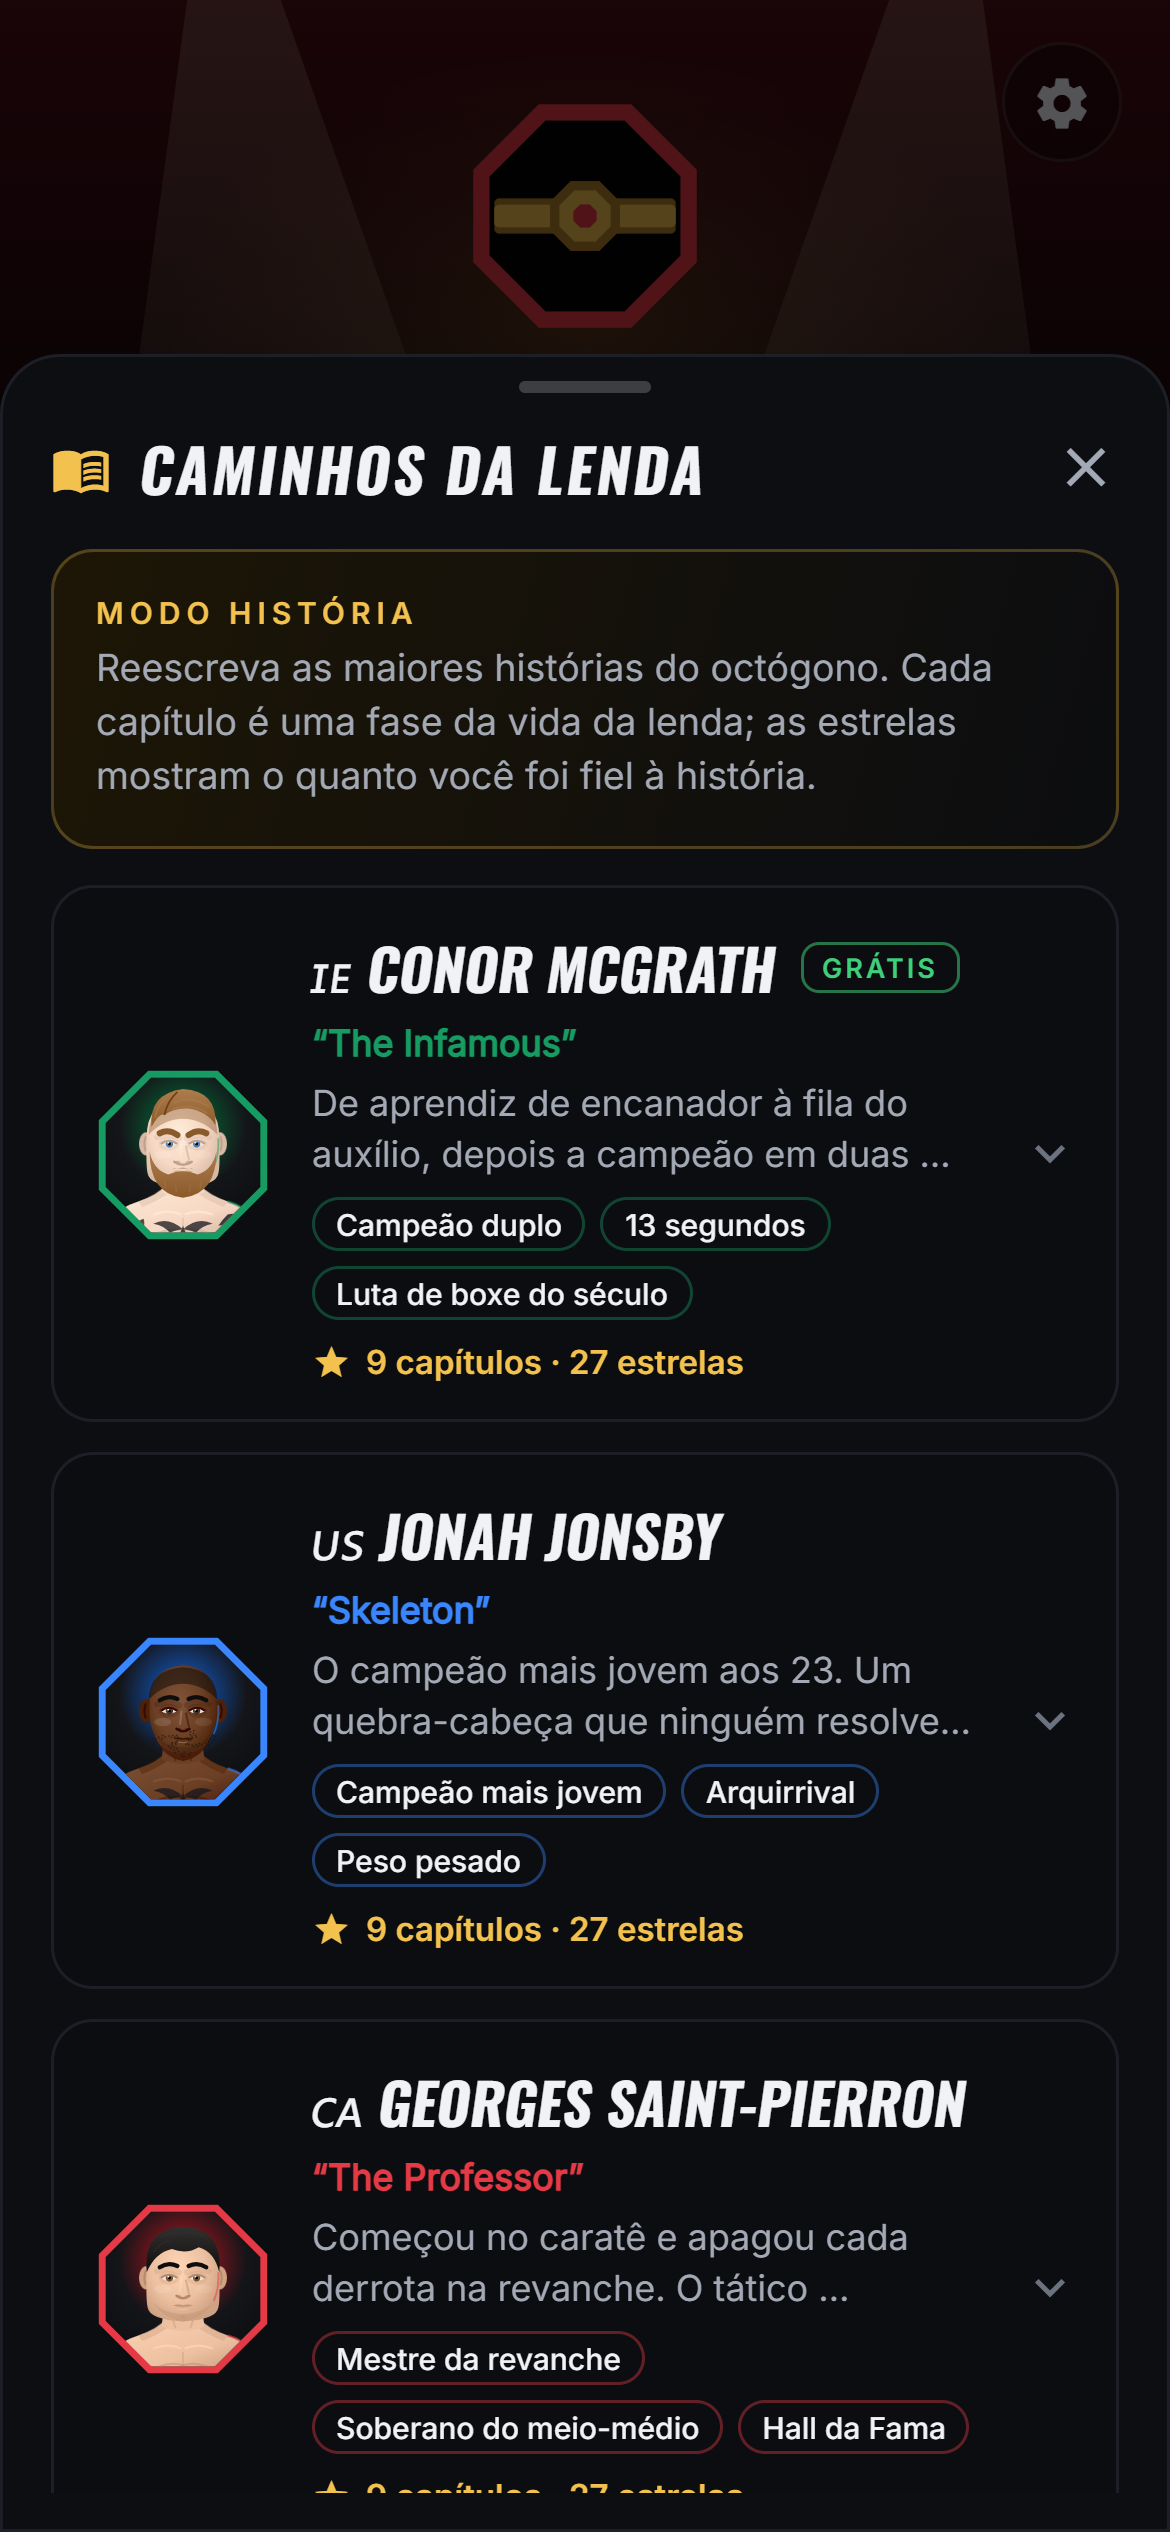 CAMINHOS DA LENDA
MODO HISTÓRIA
Reescreva as maiores histórias do octógono. Cada
capítulo é uma fase da vida da lenda; as estrelas
mostram o quanto você foi fiel à história.
IE CONOR MCGRATH GRÁTIS
“The Infamous”
De aprendiz de encanador à fila do
auxílio, depois a campeão em duas ...
Campeão duplo 13 segundos
Luta de boxe do século
9 capítulos · 27 estrelas
US JONAH JONSBY
“Skeleton”
O campeão mais jovem aos 23. Um
quebra-cabeça que ninguém resolve...
Campeão mais jovem Arquirrival
Peso pesado
9 capítulos · 27 estrelas
CA GEORGES SAINT-PIERRON
“The Professor”
Começou no caratê e apagou cada
derrota na revanche. O tático ...
Mestre da revanche
Soberano do meio-médio Hall da Fama
9 capítulos · 27 estrelas